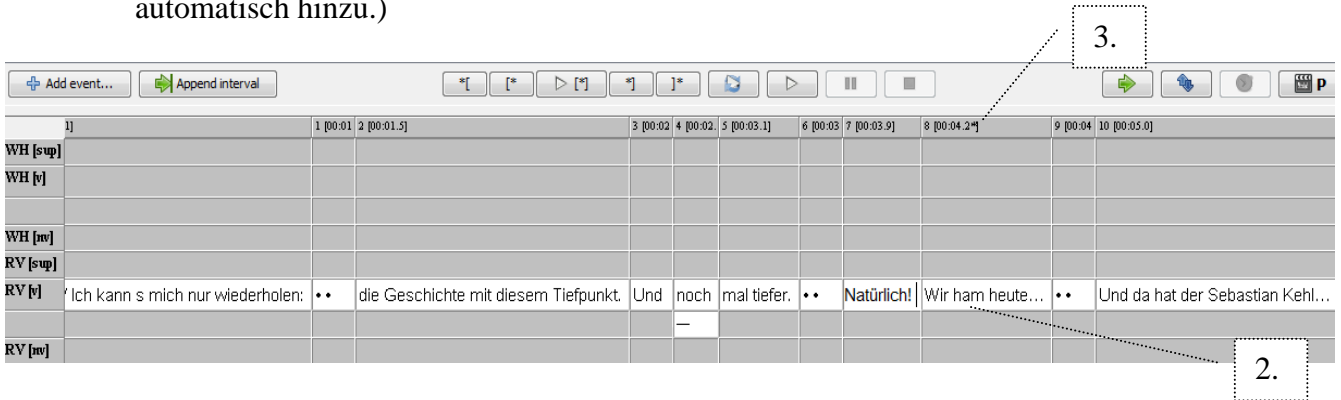 automatisch hinzu.)
3.
Add event... Append interval *[ [* [*] *] ]* p
1] 1 [00:01 2 [00:01.5] 3 [00:02 4 [00:02. 5 [00:03.1] 6 [00:03 7 [00:03.9] 8 [00:04.2*] 9 [00:04 10 [00:05.0]
WH [sup]
WH [v]
WH [nv]
RV [sup]
RV [v] Ich kann s mich nur wiederholen: •• die Geschichte mit diesem Tiefpunkt. Und noch mal tiefer. •• Natürlich! Wir ham heute… •• Und da hat der Sebastian Kehl…
—
RV [nv]
2.